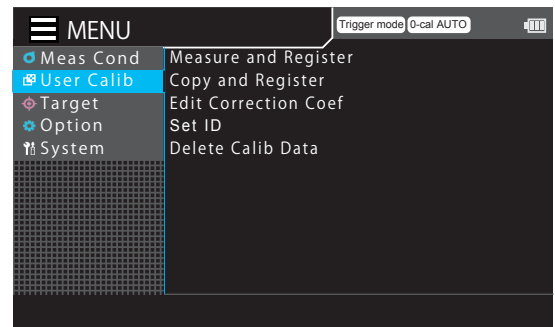 MENU
Trigger mode 0-cal AUTO
Meas Cond
User Calib
Target
Option
System
Measure and Register
Copy and Register
Edit Correction Coef
Set ID
Delete Calib Data